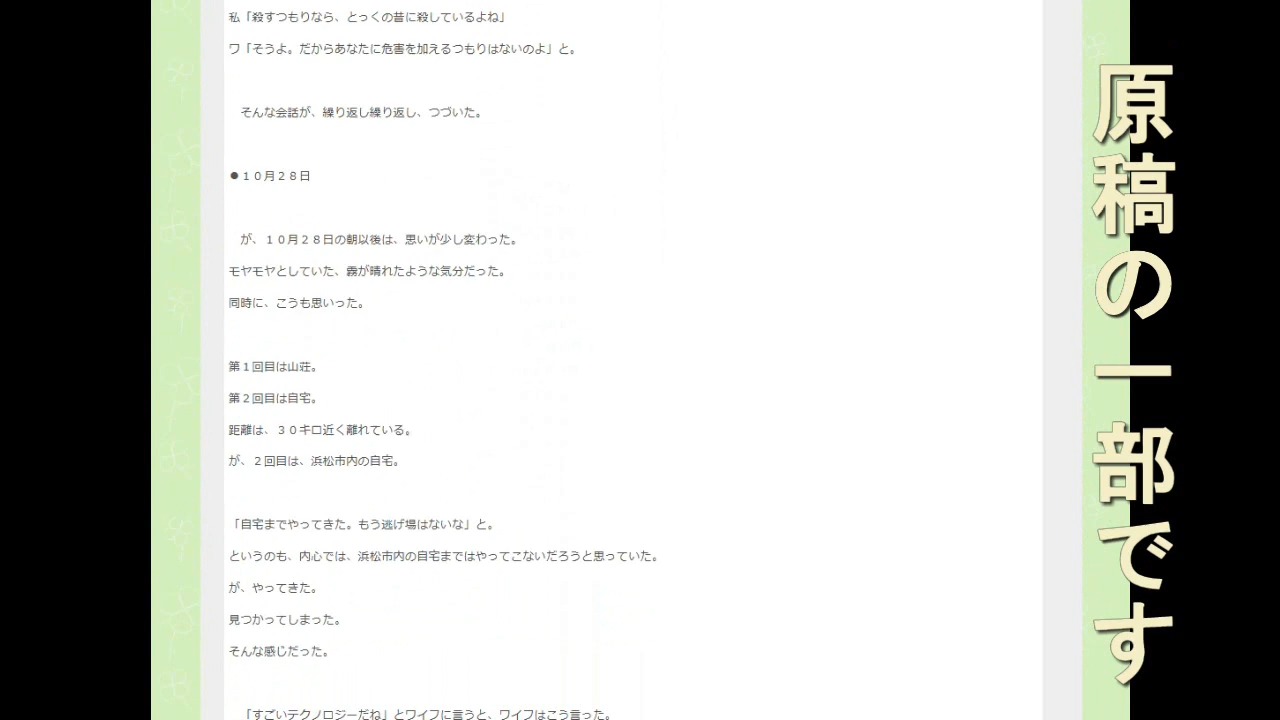 私「殺すつもりなら、とっくの昔に殺しているよね」
ワ「そうよ。だからあなたに危害を加えるつもりはないのよ」と。
そんな会話が、繰り返し繰り返し、つづいた。
●１０月２８日
が、１０月２８日の朝以後は、思いが少し変わった。
モヤモヤとしていた、霧が晴れたような気分だった。
同時に、こうも思いった。
第１回目は山荘。
第２回目は自宅。
距離は、３０キロ近く離れている。
が、２回目は、浜松市内の自宅。
「自宅までやってきた。もう逃げ場はないな」と。
というのも、内心では、浜松市内の自宅まではやってこないだろうと思っていた。
が、やってきた。
見つかってしまった。
そんな感じだった。
「すごいテクノロジーだね」とワイフに言うと、ワイフはこう言った。
原稿の一部です